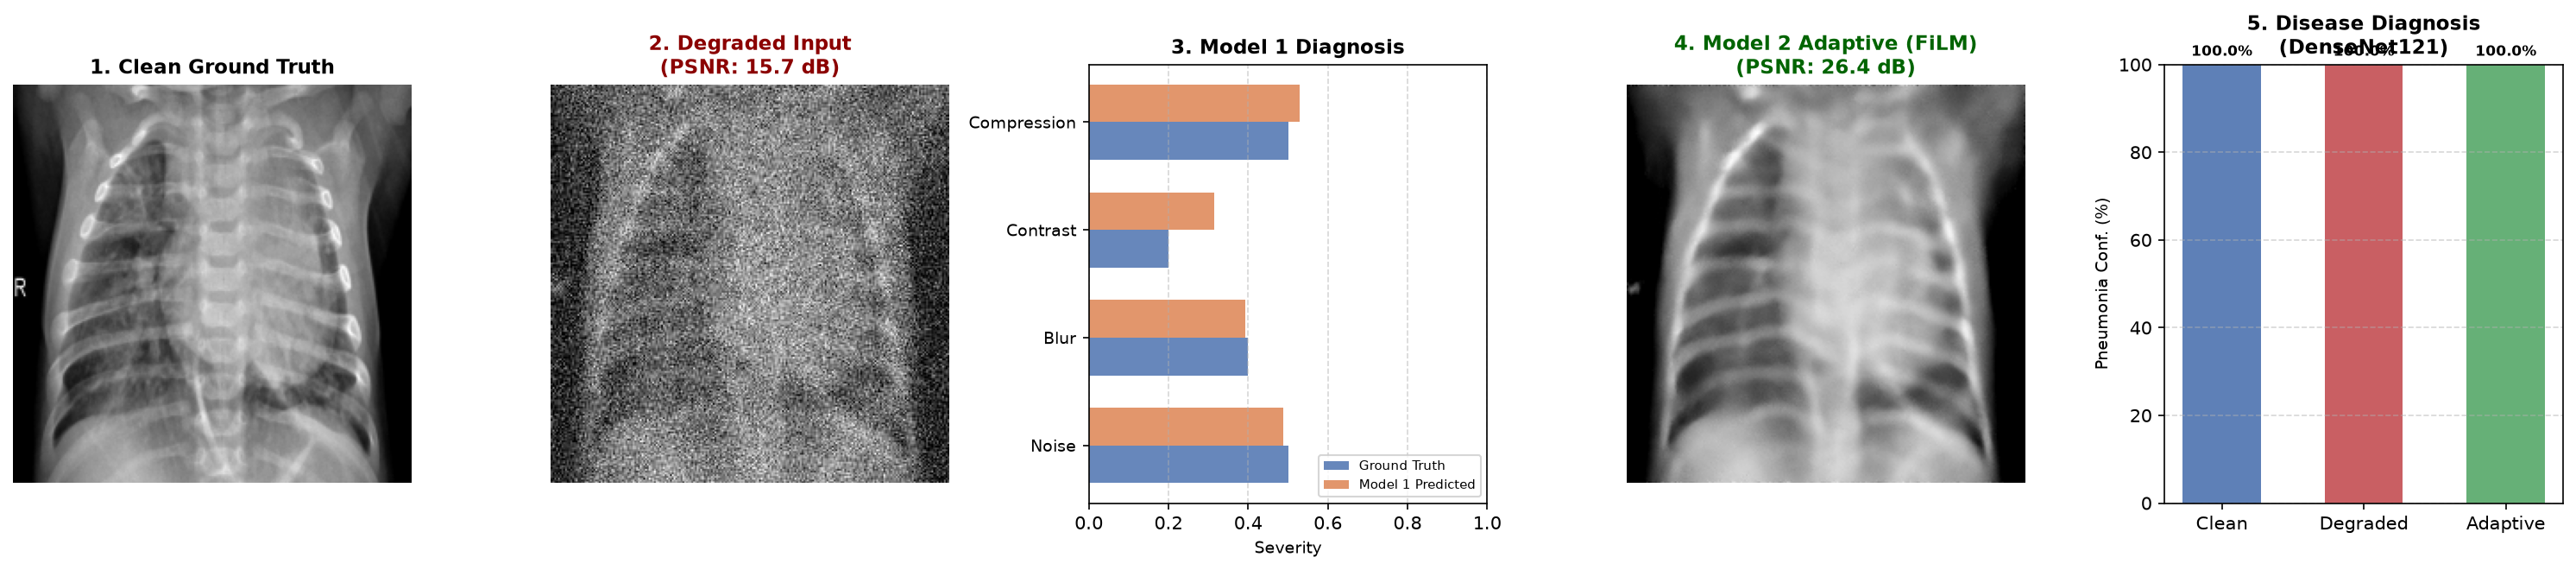 1. Clean Ground Truth
R
2. Degraded Input
(PSNR: 15.7 dB)
3. Model 1 Diagnosis
Compression
Contrast
Blur
Noise
0.0 0.2 0.4 0.6 0.8 1.0
Severity
Ground Truth
Model 1 Predicted
4. Model 2 Adaptive (FiLM)
(PSNR: 26.4 dB)
5. Disease Diagnosis
(DenseNet121)
100.0% 100.0% 100.0%
Pneumonia Conf. (%)
100
80
60
40
20
0
Clean Degraded Adaptive